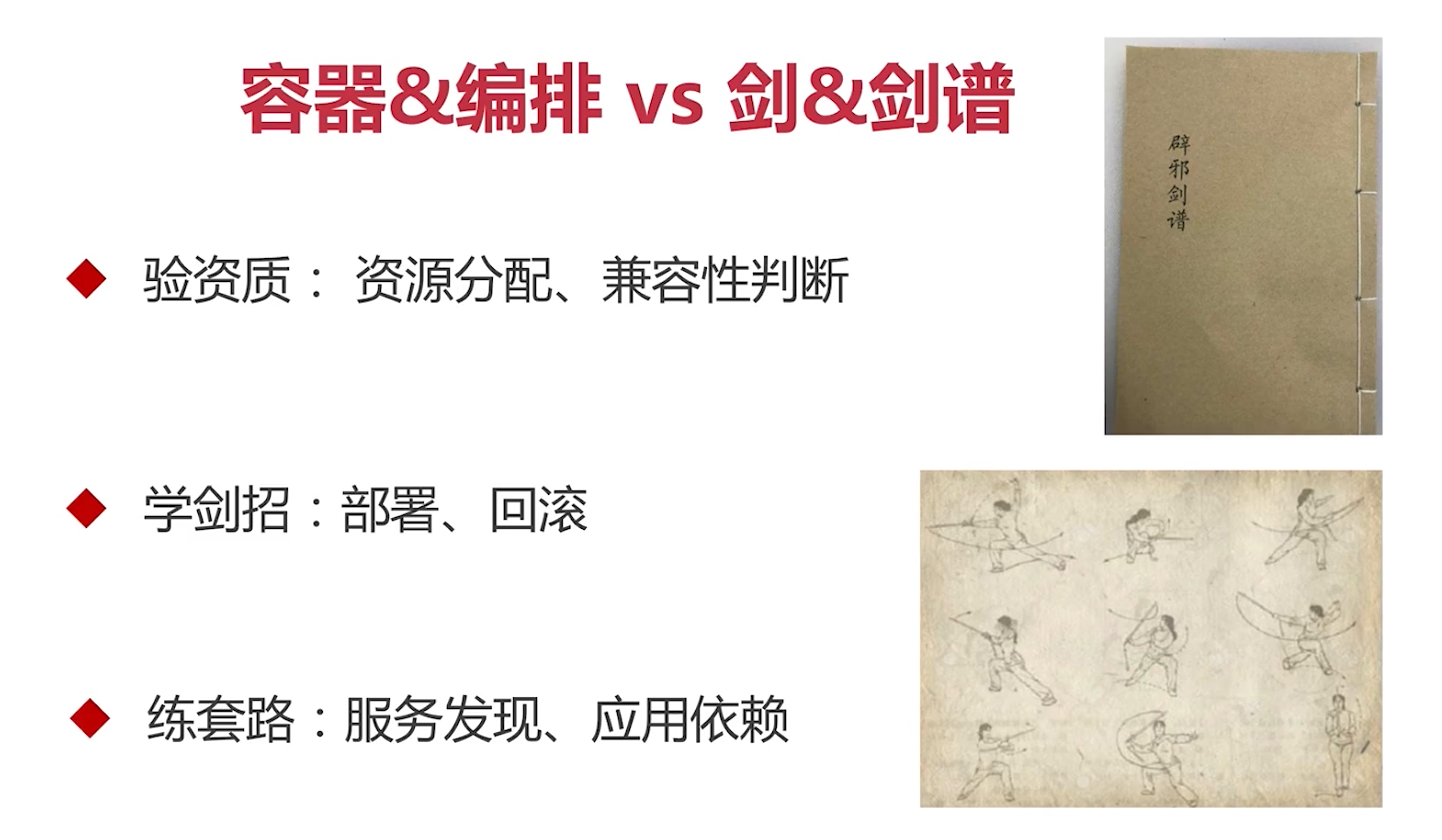 容器&编排 vs 剑&剑谱
辟邪剑谱
验资质：资源分配、兼容性判断
学剑招：部署、回滚
练套路：服务发现、应用依赖